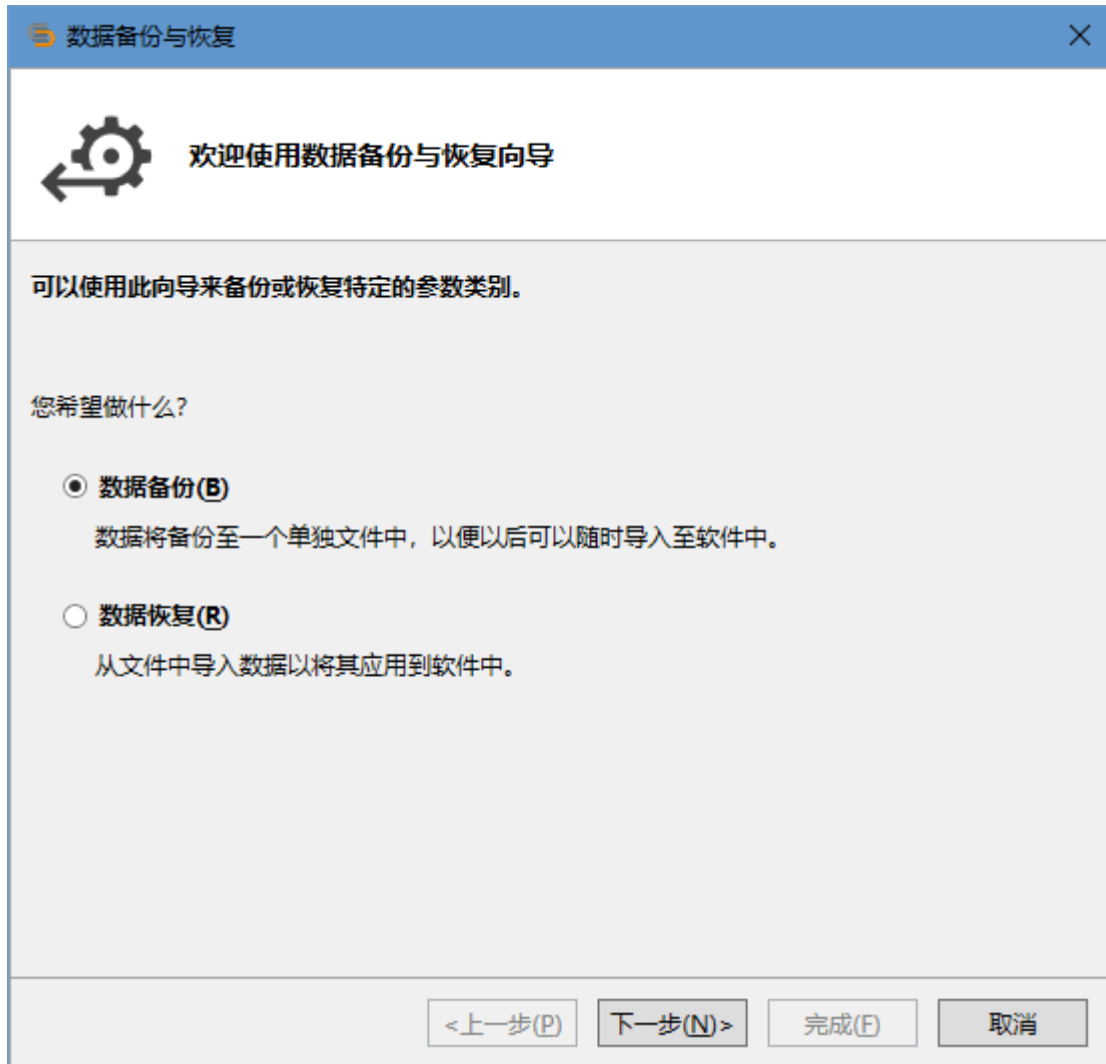 数据备份与恢复
欢迎使用数据备份与恢复向导
可以使用此向导来备份或恢复特定的参数类别。
您希望做什么?
数据备份(B)
数据将备份至一个单独文件中，以便以后可以随时导入至软件中。
数据恢复(R)
从文件中导入数据以将其应用到软件中。
<上一步(P) 下一步(N)> 完成(F) 取消